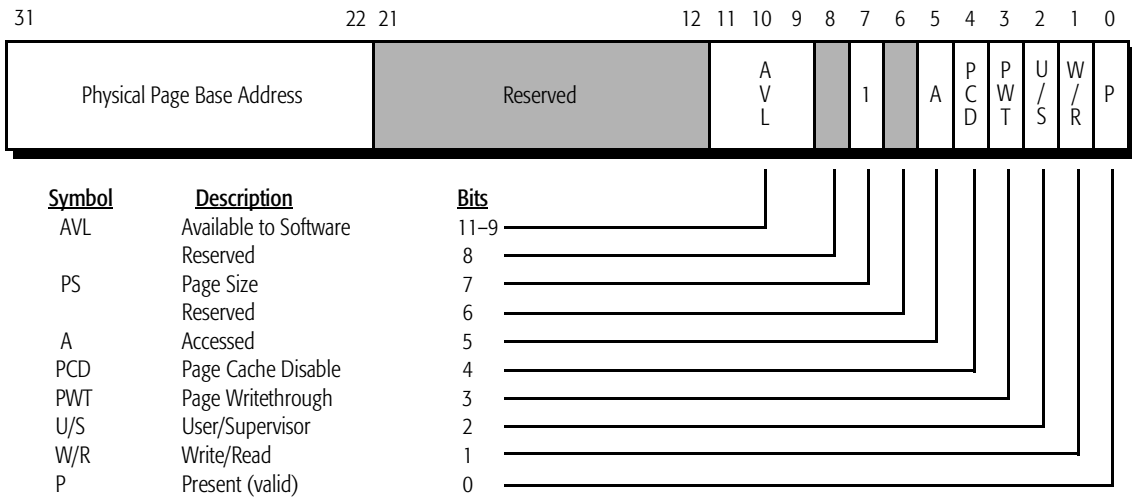 31 22 21 12 11 10 9 8 7 6 5 4 3 2 1 0
Physical Page Base Address Reserved AVL 1 A PCD PWT U/S W/R P
Symbol Description Bits
AVL Available to Software 11–9
Reserved 8
PS Page Size 7
Reserved 6
A Accessed 5
PCD Page Cache Disable 4
PWT Page Writethrough 3
U/S User/Supervisor 2
W/R Write/Read 1
P Present (valid) 0